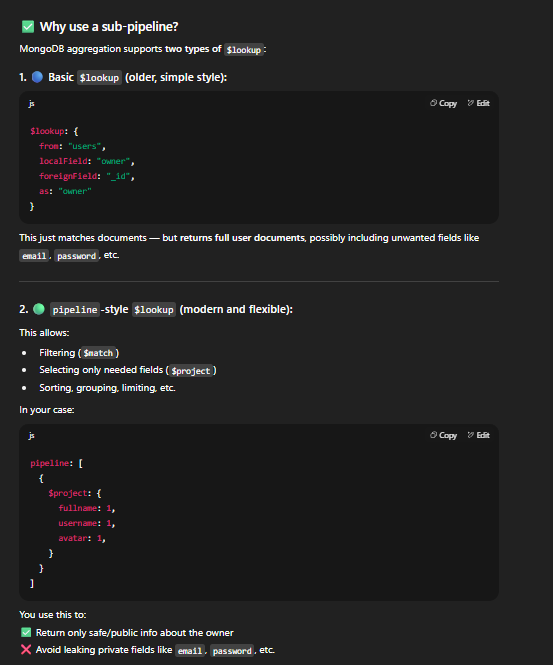 ✅ Why use a sub-pipeline?
MongoDB aggregation supports two types of $lookup:
1. 🔵 Basic $lookup (older, simple style):
js
Copy Edit
$lookup: {
  from: "users",
  localField: "owner",
  foreignField: "_id",
  as: "owner"
}
This just matches documents — but returns full user documents, possibly including unwanted fields like
email, password, etc.
2. 🟢 pipeline-style $lookup (modern and flexible):
This allows:
• Filtering ($match)
• Selecting only needed fields ($project)
• Sorting, grouping, limiting, etc.
In your case:
js
Copy Edit
pipeline: [
  {
    $project: {
      fullname: 1,
      username: 1,
      avatar: 1,
    }
  }
]
You use this to:
✅ Return only safe/public info about the owner
❌ Avoid leaking private fields like email, password, etc.